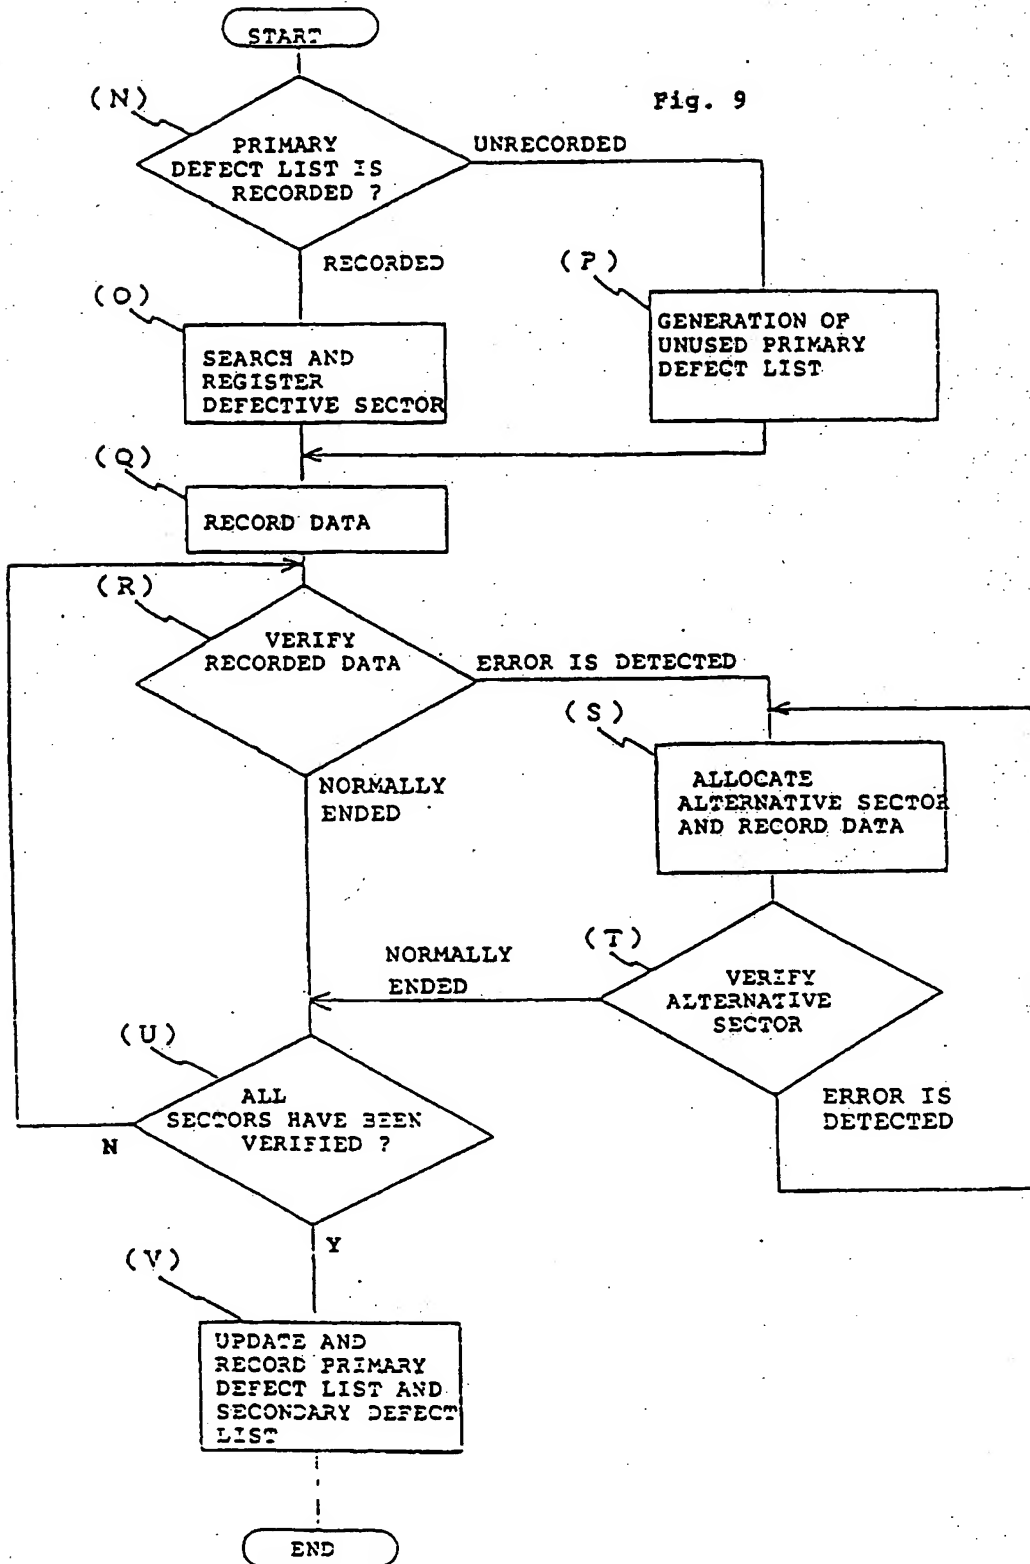 START
Fig. 9
(N)
PRIMARY
DEFECT LIST IS
RECORDED ?
UNRECORDED
RECORDED
(O)
SEARCH AND
REGISTER
DEFECTIVE SECTOR
(P)
GENERATION OF
UNUSED PRIMARY
DEFECT LIST
(Q)
RECORD DATA
(R)
VERIFY
RECORDED DATA
ERROR IS DETECTED
NORMALLY
ENDED
(S)
ALLOCATE
ALTERNATIVE SECTOR
AND RECORD DATA
(T)
VERIFY
ALTERNATIVE
SECTOR
NORMALLY
ENDED
ERROR IS
DETECTED
(U)
ALL
SECTORS HAVE BEEN
VERIFIED ?
N
Y
(V)
UPDATE AND
RECORD PRIMARY
DEFECT LIST AND
SECONDARY DEFECT
LIST
END